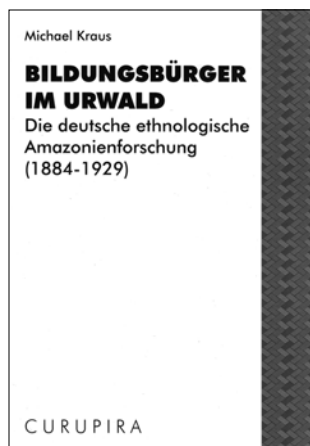 Michael Kraus
BILDUNGSBÜRGER
IM URWALD
Die deutsche ethnologische
Amazonienforschung
(1884-1929)
CURUPIRA